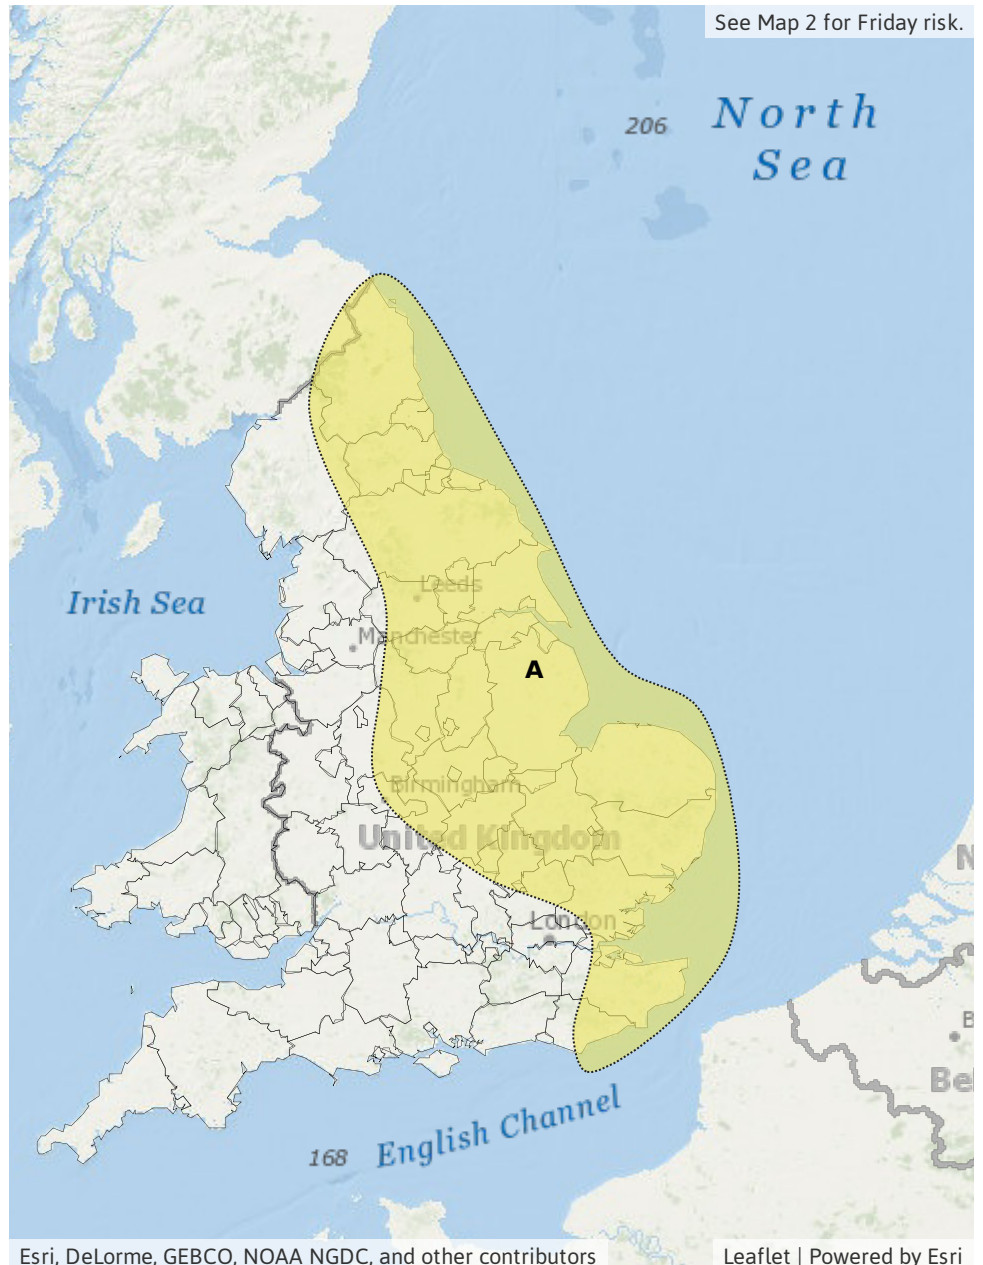 See Map 2 for Friday risk.
North
Sea
206
Leeds
Irish Sea
Manchester
A
Birmingham
United Kingdom
London
N
B
Be
English Channel
168
Esri, DeLorme, GEBCO, NOAA NGDC, and other contributors
Leaflet | Powered by Esri